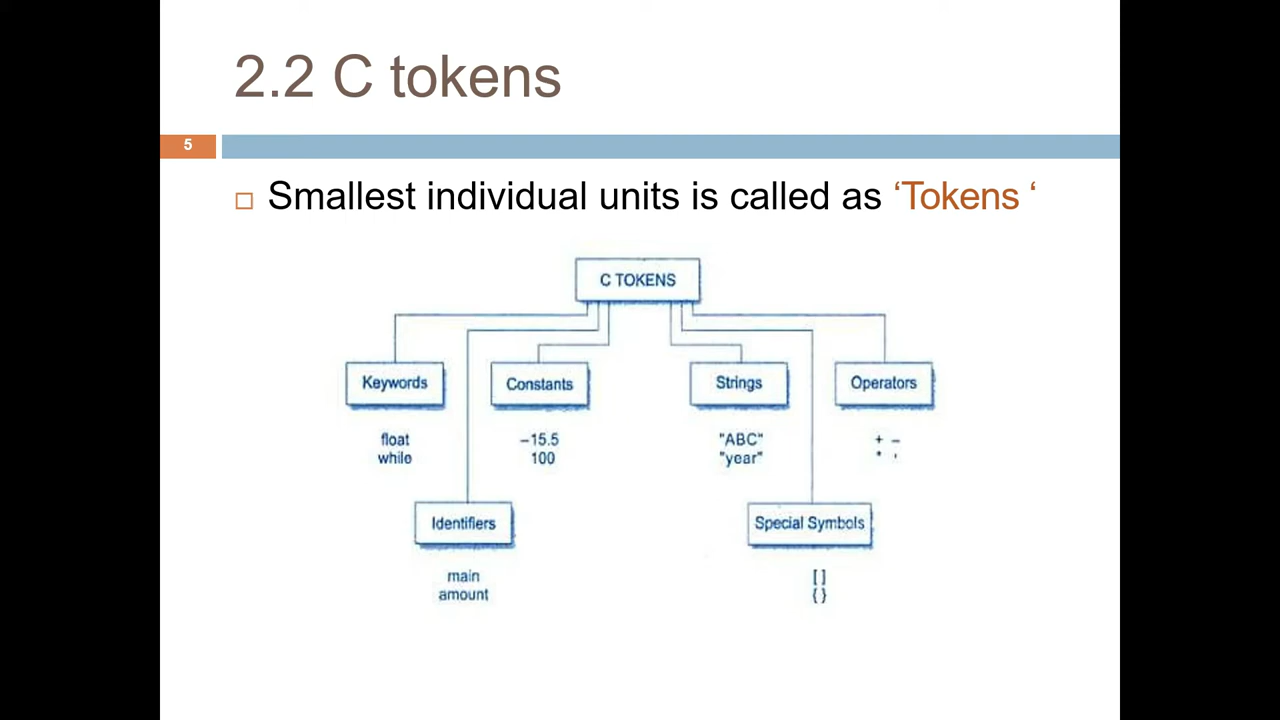 2.2 C tokens
5
Smallest individual units is called as ‘Tokens ‘
C TOKENS
Keywords
Constants
Strings
Operators
float
while
–15.5
100
"ABC"
"year"
+ –
* ,
Identifiers
Special Symbols
main
amount
[ ]
{ }